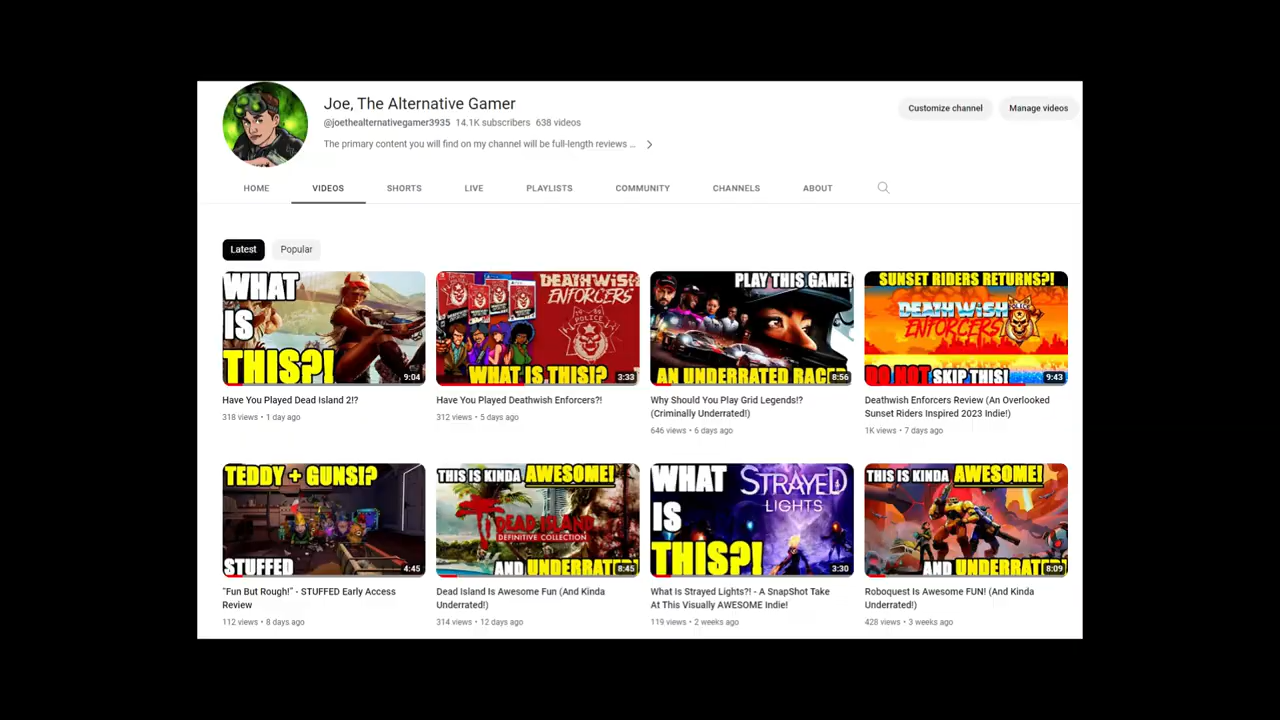 Joe, The Alternative Gamer
Customize channel
Manage videos
@joethealternativegamer3935 14.1K subscribers 638 videos
The primary content you will find on my channel will be full-length reviews ...
HOME VIDEOS SHORTS LIVE PLAYLISTS COMMUNITY CHANNELS ABOUT
Latest Popular
WHAT
IS
THIS?!
9:04
DEATHWISH
ENFORCERS
POLICE
WHAT IS THIS!?
3:33
PLAY THIS GAME!
AN UNDERRATED RACER
8:56
SUNSET RIDERS RETURNS?!
DEATHWISH
ENFORCERS
DO NOT SKIP THIS!
9:43
Have You Played Dead Island 2!?
318 views • 1 day ago
Have You Played Deathwish Enforcers?!
312 views • 5 days ago
Why Should You Play Grid Legends!?
(Criminally Underrated!)
646 views • 6 days ago
Deathwish Enforcers Review (An Overlooked
Sunset Riders Inspired 2023 Indie!)
1K views • 7 days ago
TEDDY + GUNS!?
STUFFED
4:45
THIS IS KINDA AWESOME!
DEAD ISLAND
DEFINITIVE COLLECTION
AND UNDERRATED!
8:45
WHAT
IS
THIS?!
STRAYED
LIGHTS
3:30
THIS IS KINDA AWESOME!
AND UNDERRATED!
8:09
"Fun But Rough!" - STUFFED Early Access
Review
112 views • 8 days ago
Dead Island Is Awesome Fun (And Kinda
Underrated!)
314 views • 12 days ago
What Is Strayed Lights?! - A SnapShot Take
At This Visually AWESOME Indie!
119 views • 2 weeks ago
Roboquest Is Awesome FUN! (And Kinda
Underrated!)
428 views • 3 weeks ago